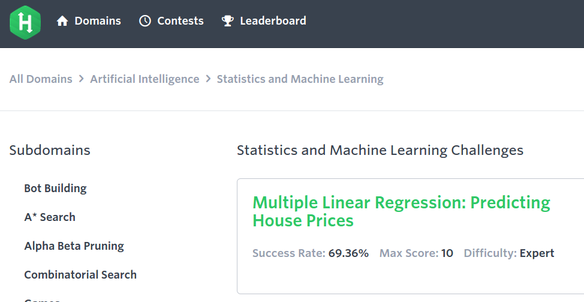 H Domains Contests Leaderboard
All Domains > Artificial Intelligence > Statistics and Machine Learning
Subdomains
Bot Building
A* Search
Alpha Beta Pruning
Combinatorial Search
Games
Statistics and Machine Learning Challenges
Multiple Linear Regression: Predicting
House Prices
Success Rate: 69.36% Max Score: 10 Difficulty: Expert